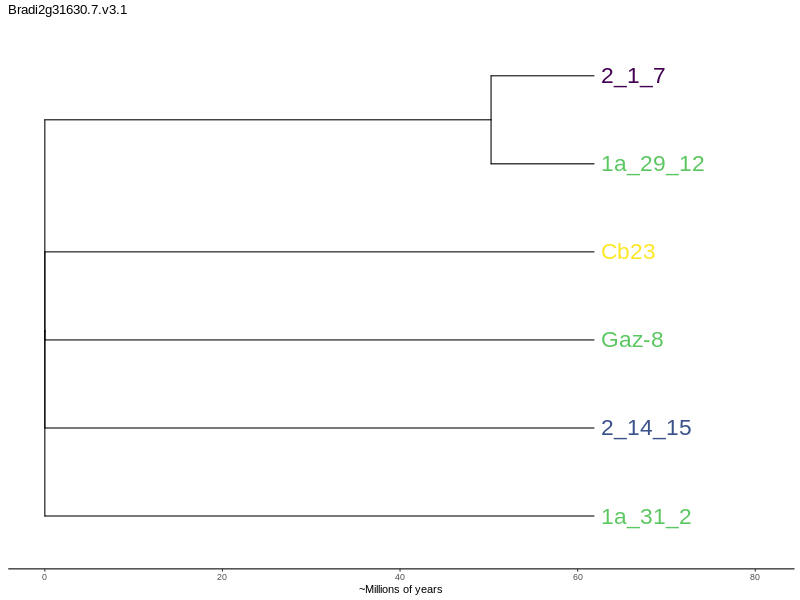 Bradi2g31630.7.v3.1
2_1_7
1a_29_12
Cb23
Gaz-8
2_14_15
1a_31_2
0 20 40 60 80
~Millions of years